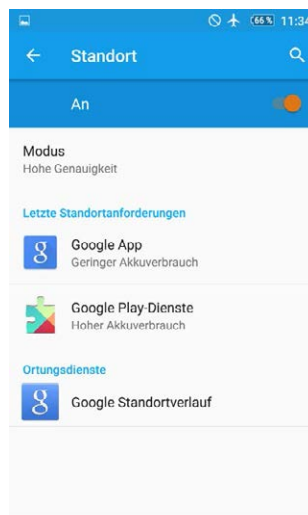 66% 11:34
Standort
An
Modus
Hohe Genauigkeit
Letzte Standortanforderungen
Google App
Geringer Akkuverbrauch
Google Play-Dienste
Hoher Akkuverbrauch
Ortungsdienste
Google Standortverlauf